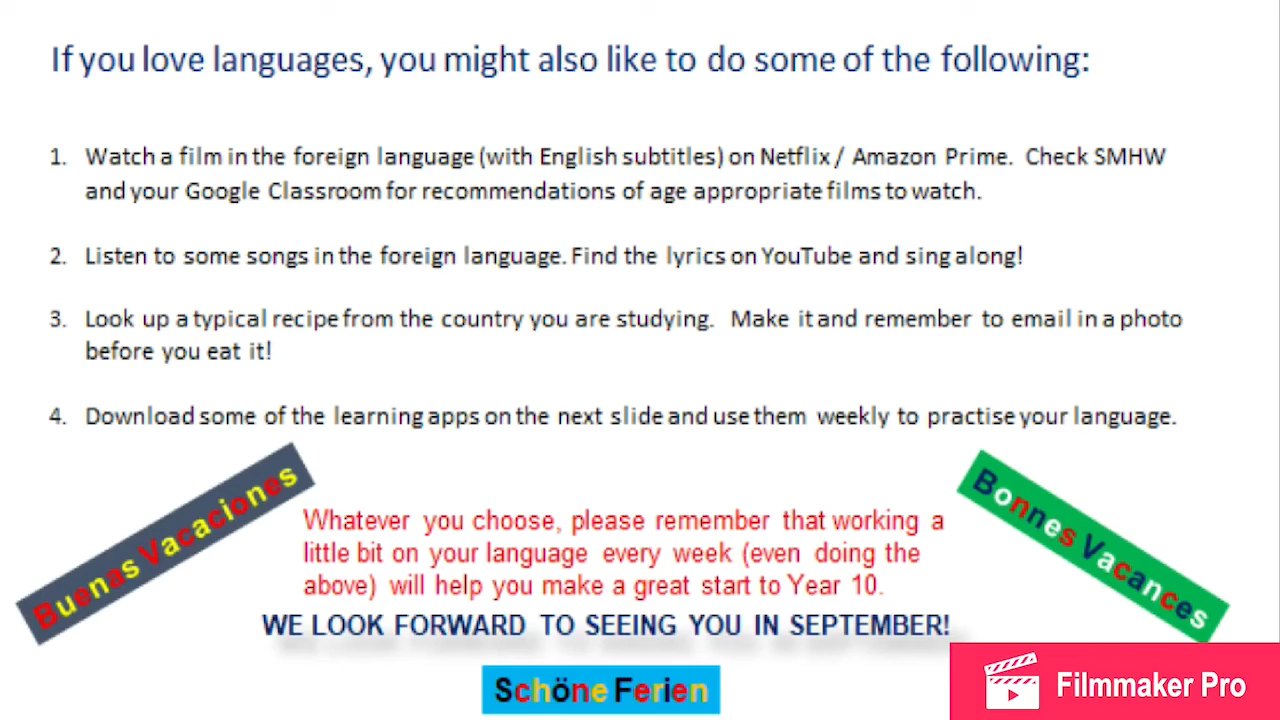 If you love languages, you might also like to do some of the following:
1. Watch a film in the foreign language (with English subtitles) on Netflix / Amazon Prime. Check SMHW
and your Google Classroom for recommendations of age appropriate films to watch.
2. Listen to some songs in the foreign language. Find the lyrics on YouTube and sing along!
3. Look up a typical recipe from the country you are studying. Make it and remember to email in a photo
before you eat it!
4. Download some of the learning apps on the next slide and use them weekly to practise your language.
Buenas Vacaciones
Bonnes Vacances
Whatever you choose, please remember that working a
little bit on your language every week (even doing the
above) will help you make a great start to Year 10.
WE LOOK FORWARD TO SEEING YOU IN SEPTEMBER!
Schöne Ferien
Filmmaker Pro